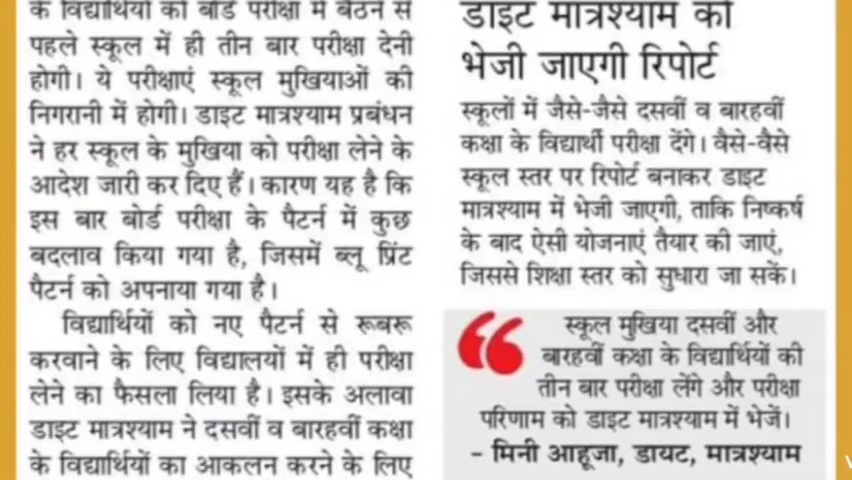 के विद्यार्थियों को बोर्ड परीक्षा में बैठने से
पहले स्कूल में ही तीन बार परीक्षा देनी
होगी। ये परीक्षाएं स्कूल मुखियाओं की
निगरानी में होगी। डाइट मात्रश्याम प्रबंधन
ने हर स्कूल के मुखिया को परीक्षा लेने के
आदेश जारी कर दिए हैं। कारण यह है कि
इस बार बोर्ड परीक्षा के पैटर्न में कुछ
बदलाव किया गया है, जिसमें ब्लू प्रिंट
पैटर्न को अपनाया गया है।
विद्यार्थियों को नए पैटर्न से रूबरू
करवाने के लिए विद्यालयों में ही परीक्षा
लेने का फैसला लिया है। इसके अलावा
डाइट मात्रश्याम ने दसवीं व बारहवीं कक्षा
के विद्यार्थियों का आकलन करने के लिए
डाइट मात्रश्याम को
भेजी जाएगी रिपोर्ट
स्कूलों में जैसे-जैसे दसवीं व बारहवीं
कक्षा के विद्यार्थी परीक्षा देंगे। वैसे-वैसे
स्कूल स्तर पर रिपोर्ट बनाकर डाइट
मात्रश्याम में भेजी जाएगी, ताकि निष्कर्ष
के बाद ऐसी योजनाएं तैयार की जाएं,
जिससे शिक्षा स्तर को सुधारा जा सकें।
स्कूल मुखिया दसवीं और
बारहवीं कक्षा के विद्यार्थियों की
तीन बार परीक्षा लेंगे और परीक्षा
परिणाम को डाइट मात्रश्याम में भेजें।
- मिनी आहूजा, डायट, मात्रश्याम